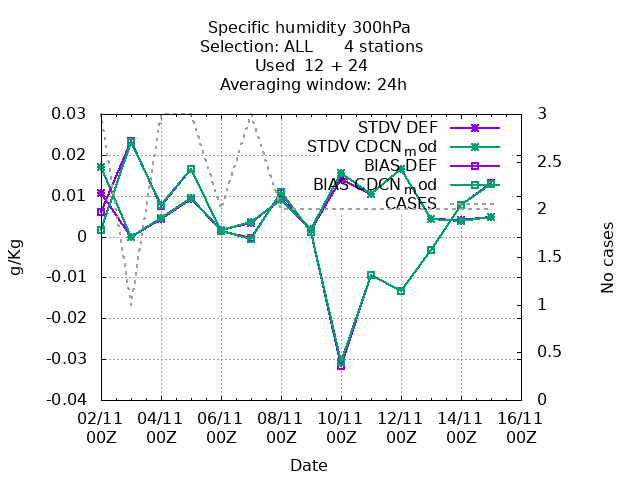 Specific humidity 300hPa
Selection: ALL      4 stations
Used  12 + 24
Averaging window: 24h
0.03
0.02
0.01
0
-0.01
-0.02
-0.03
-0.04
g/Kg
STDV DEF
STDV CDCNmod
BIAS DEF
BIAS CDCNmod
CASES
3
2.5
2
1.5
1
0.5
0
No cases
02/11 04/11 06/11 08/11 10/11 12/11 14/11 16/11
00Z 00Z 00Z 00Z 00Z 00Z 00Z 00Z
Date